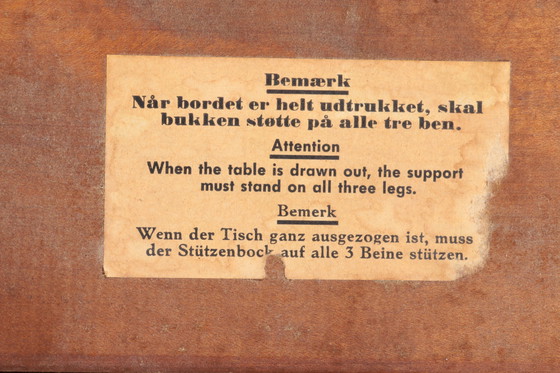 Bemærk
Når bordet er helt udtrukket, skal
bukken støtte på alle tre ben.
Attention
When the table is drawn out, the support
must stand on all three legs.
Bemerk
Wenn der Tisch ganz ausgezogen ist, muss
der Stützenbock auf alle 3 Beine stützen.